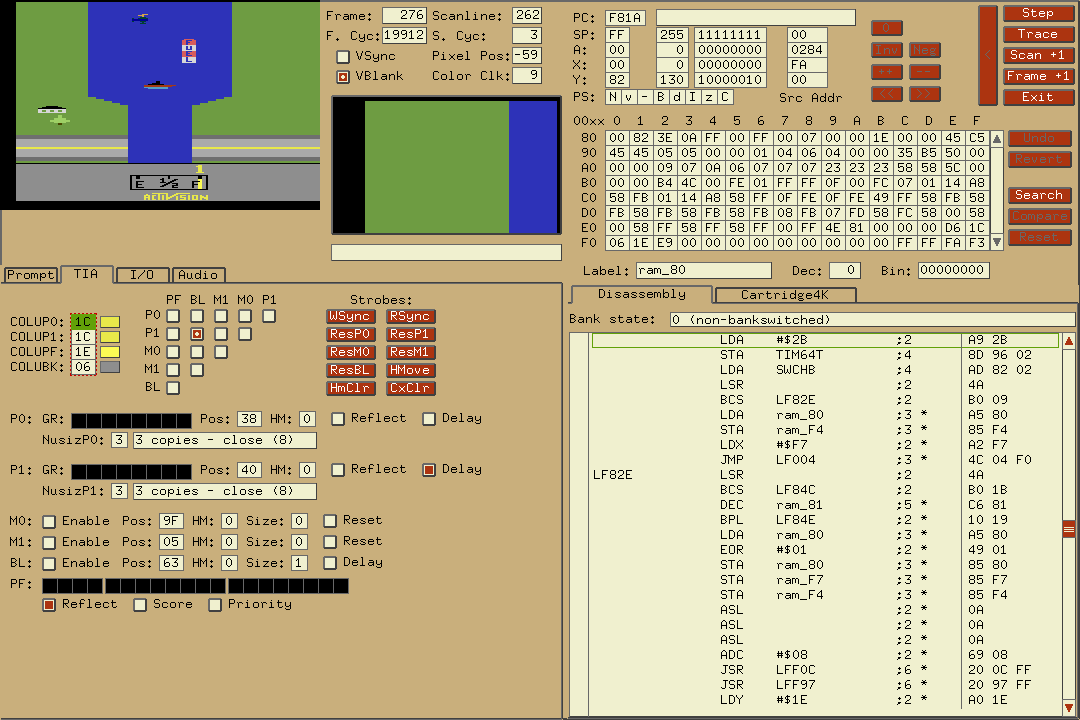 FUEL
E 1/2 F
1
1
ACTIVISION
Frame: 276 Scanline: 262
F. Cyc: 19912 S. Cyc: 3
VSync Pixel Pos: -59
VBlank Color Clk: 9
PC: F81A
SP: FF 255 11111111 00
A: 00 0 00000000 0284
X: 00 0 00000000 FA
Y: 82 130 10000010 00
PS: N v - B d I z C Src Addr
0
Inv Neg
++ --
<< >>
<
Step
Trace
Scan +1
Frame +1
Exit
00xx 0 1 2 3 4 5 6 7 8 9 A B C D E F
80 00 82 3E 0A FF 00 FF 00 07 00 00 1E 00 00 45 C5
90 45 45 05 05 00 00 01 04 06 04 00 00 35 B5 50 00
A0 00 00 09 07 0A 06 07 07 07 23 23 23 58 58 5C 00
B0 00 00 B4 4C 00 FE 01 FF FF 0F 00 FC 07 01 14 A8
C0 58 FB 01 14 A8 58 FF 0F FE 0F FE 49 FF 58 FB 58
D0 FB 58 FB 58 FB 58 FB 08 FB 07 FD 58 FC 58 00 58
E0 00 58 FF 58 FF 58 FF 00 FF 4E 81 00 00 00 D6 1C
F0 06 1E E9 00 00 00 00 00 00 00 00 00 FF FF FA F3
Undo
Revert
Search
Compare
Reset
Label: ram_80 Dec: 0 Bin: 00000000
Prompt TIA I/O Audio
PF BL M1 M0 P1
P0
P1
M0
M1
BL
COLUP0: 1C
COLUP1: 1C
COLUPF: 1E
COLUBK: 06
Strobes:
WSync RSync
ResP0 ResP1
ResM0 ResM1
ResBL HMove
HmClr CxClr
P0: GR: Pos: 38 HM: 0 Reflect Delay
NusizP0: 3 3 copies - close (8)
P1: GR: Pos: 40 HM: 0 Reflect Delay
NusizP1: 3 3 copies - close (8)
M0: Enable Pos: 9F HM: 0 Size: 0 Reset
M1: Enable Pos: 05 HM: 0 Size: 0 Reset
BL: Enable Pos: 63 HM: 0 Size: 1 Delay
PF:
Reflect Score Priority
Disassembly Cartridge4K
Bank state: 0 (non-bankswitched)
LDA #$2B ;2 A9 2B
STA TIM64T ;4 8D 96 02
LDA SWCHB ;4 AD 82 02
LSR ;2 4A
BCS LF82E ;2 B0 09
LDA ram_80 ;3 * A5 80
STA ram_F4 ;3 * 85 F4
LDX #$F7 ;2 * A2 F7
JMP LF004 ;3 * 4C 04 F0
LF82E LSR ;2 4A
BCS LF84C ;2 B0 1B
DEC ram_81 ;5 * C6 81
BPL LF84E ;2 * 10 19
LDA ram_80 ;3 * A5 80
EOR #$01 ;2 * 49 01
STA ram_80 ;3 * 85 80
STA ram_F7 ;3 * 85 F7
STA ram_F4 ;3 * 85 F4
ASL ;2 * 0A
ASL ;2 * 0A
ASL ;2 * 0A
ADC #$08 ;2 * 69 08
JSR LFF0C ;6 * 20 0C FF
JSR LFF97 ;6 * 20 97 FF
LDY #$1E ;2 * A0 1E